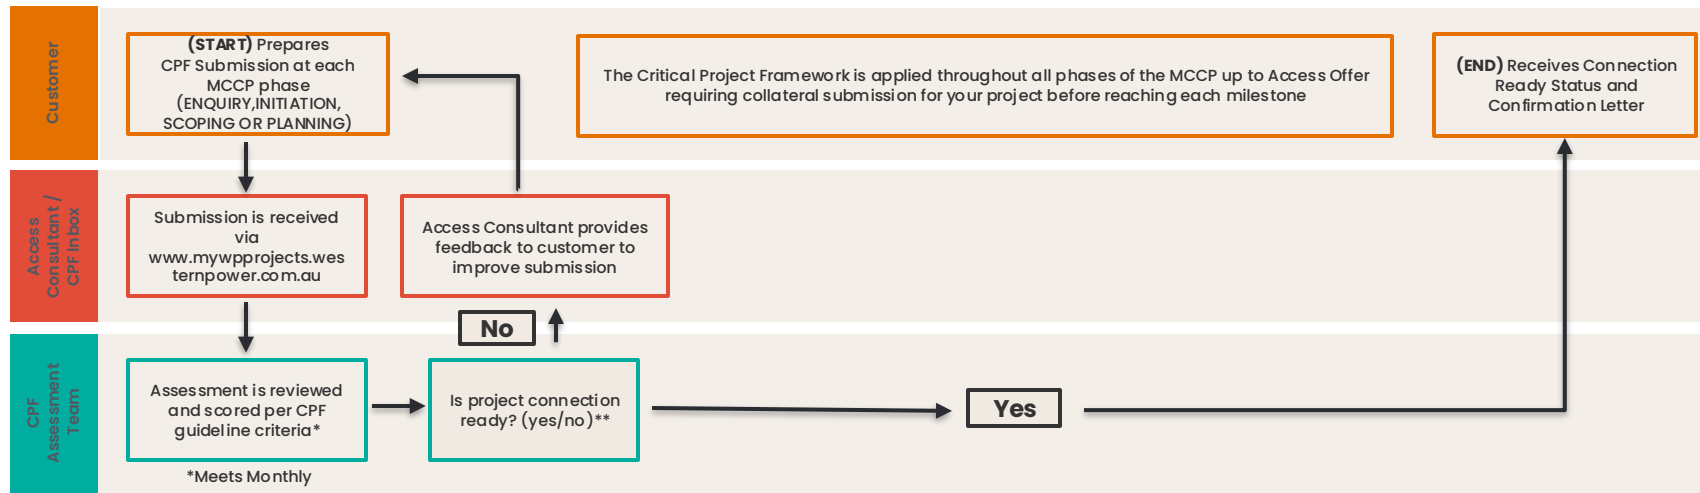 Customer
(START) Prepares
CPF Submission at each
MCCP phase
(ENQUIRY,INITIATION,
SCOPING OR PLANNING)
The Critical Project Framework is applied throughout all phases of the MCCP up to Access Offer
requiring collateral submission for your project before reaching each milestone
(END) Receives Connection
Ready Status and
Confirmation Letter
Access
Consultant /
CPF Inbox
Submission is received
via
www.mywpprojects.wes
ternpower.com.au
Access Consultant provides
feedback to customer to
improve submission
No
CPF
Assessment
Team
Assessment is reviewed
and scored per CPF
guideline criteria*
Is project connection
ready? (yes/no)**
Yes
*Meets Monthly